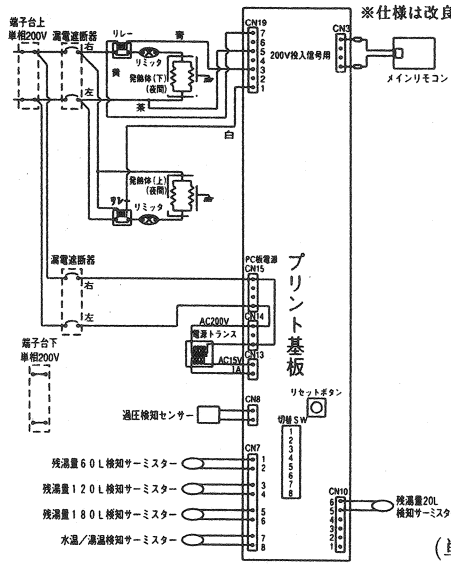 ※仕様は改良
端子台上
単相200V
漏電遮断器
右
左
リレー
青
黄
リミッタ
発熱体(下)
(夜間)
茶
白
発熱体(上)
(夜間)
リレー
リミッタ
CN19
7
6
5
4
3
2
1
CN3
200V投入信号用
3
2
1
メインリモコン
漏電遮断器
右
左
PC板電源
CN15
CN14
AC200V
電源トランス
AC15V
1A
CN13
端子台下
単相200V
プリント基板
リセットボタン
過圧検知センサー
CN8
切替SW
1
2
3
4
5
6
7
8
CN7
残湯量60L検知サーミスター
1
2
残湯量120L検知サーミスター
3
4
残湯量180L検知サーミスター
5
6
水温/湯温検知サーミスター
7
8
CN10
6
5
4
3
2
1
残湯量20L
検知サーミスタ
(単